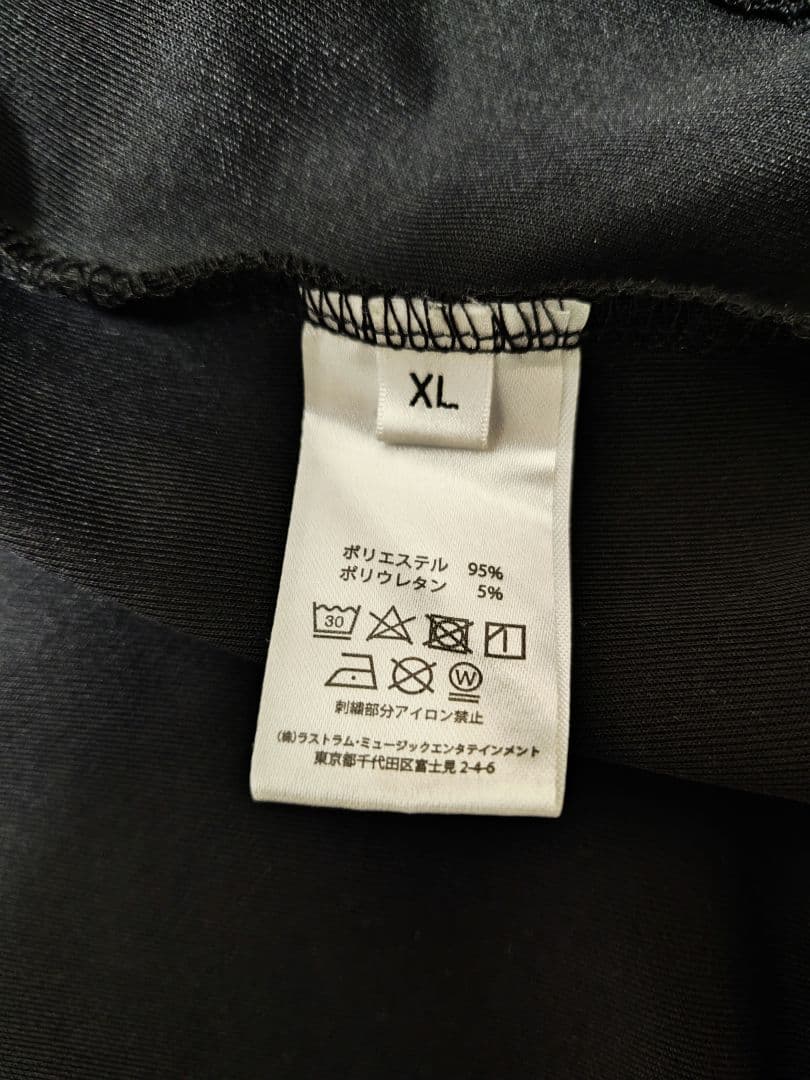 XL
ポリエステル 95%
ポリウレタン 5%
30
W
刺繍部分アイロン禁止
(株)ラストラム・ミュージックエンタテインメント
東京都千代田区富士見 2-4-6